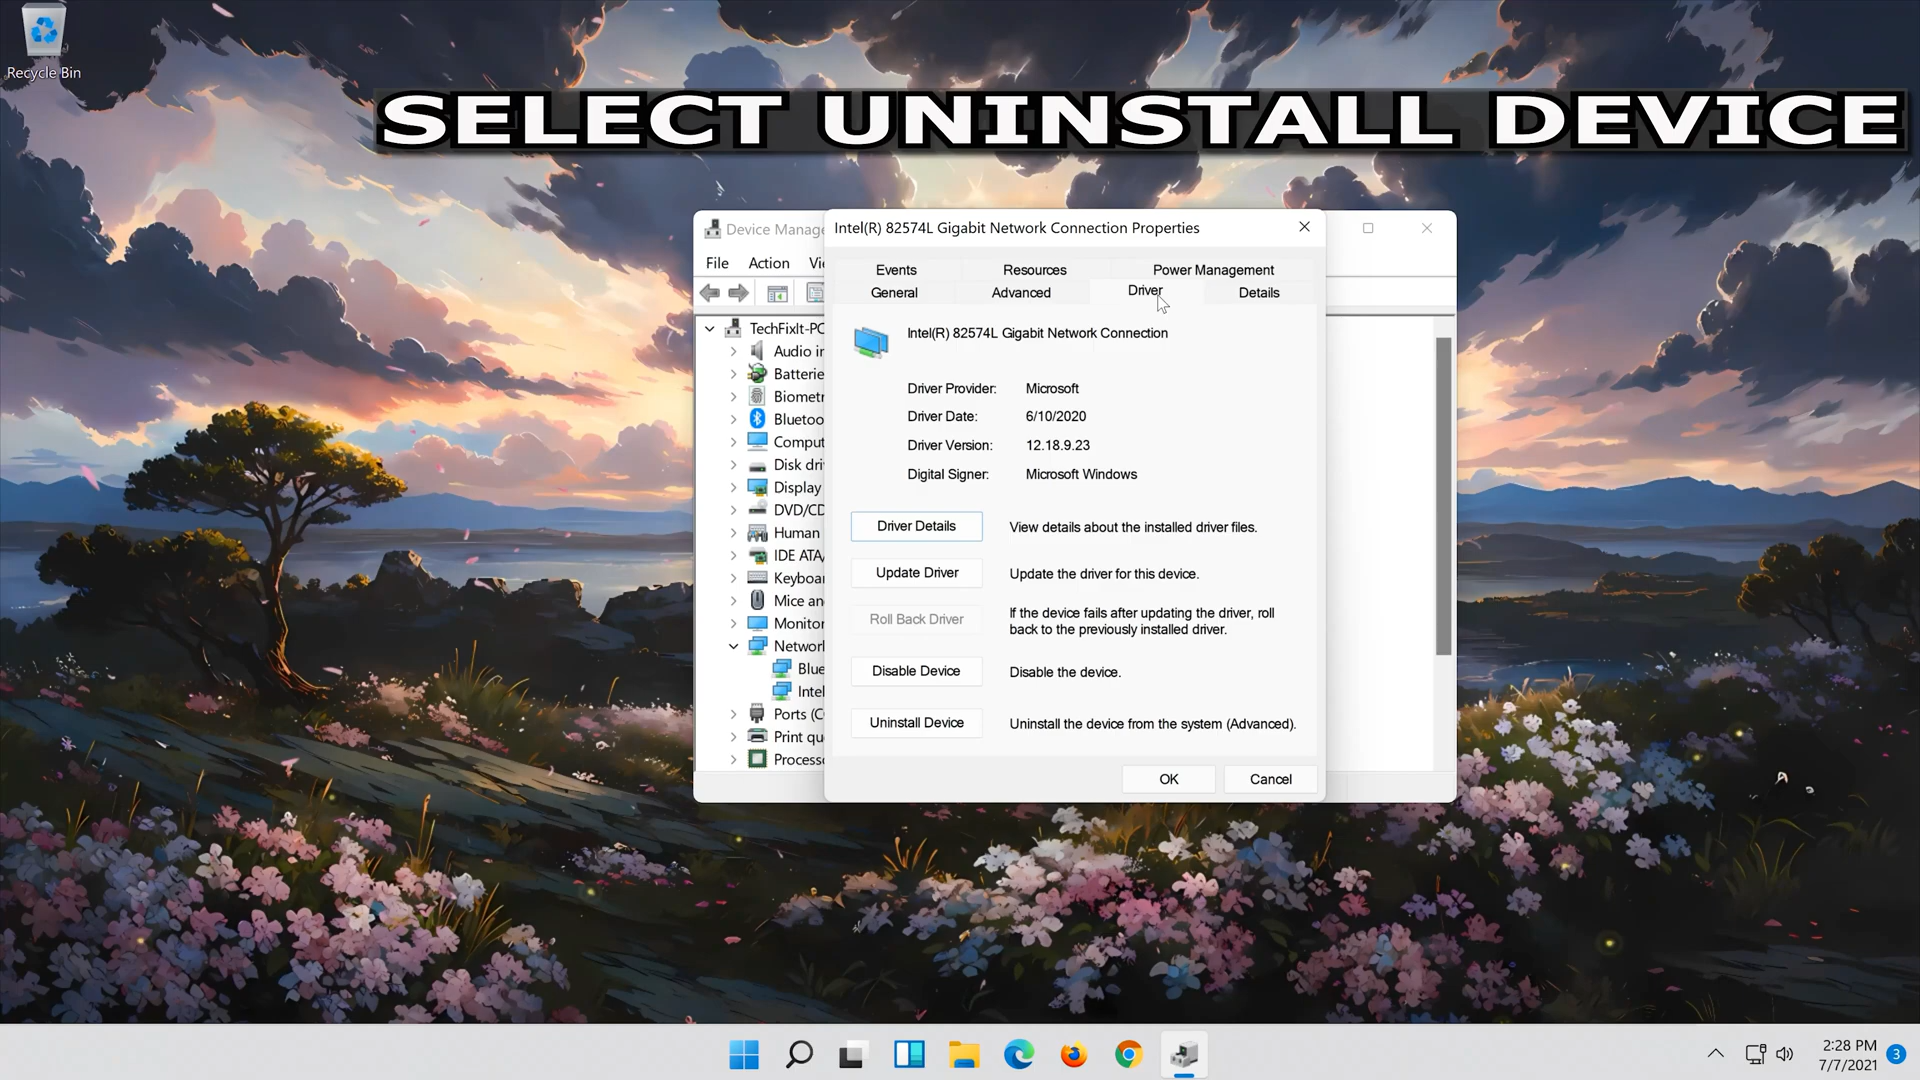 Recycle Bin
SELECT UNINSTALL DEVICE
Device Manage
Intel(R) 82574L Gigabit Network Connection Properties
File Action
Events Resources Power Management
General Advanced Driver Details
TechFixIt-PC
Audio in
Batterie
Biometr
Bluetoo
Comput
Disk dri
Display
DVD/CD
Human
IDE ATA/
Keyboar
Mice an
Monitor
Network
Blue
Intel
Ports (C
Print qu
Processo
Intel(R) 82574L Gigabit Network Connection
Driver Provider: Microsoft
Driver Date: 6/10/2020
Driver Version: 12.18.9.23
Digital Signer: Microsoft Windows
Driver Details View details about the installed driver files.
Update Driver Update the driver for this device.
Roll Back Driver If the device fails after updating the driver, roll
back to the previously installed driver.
Disable Device Disable the device.
Uninstall Device Uninstall the device from the system (Advanced).
OK Cancel
2:28 PM
7/7/2021
3